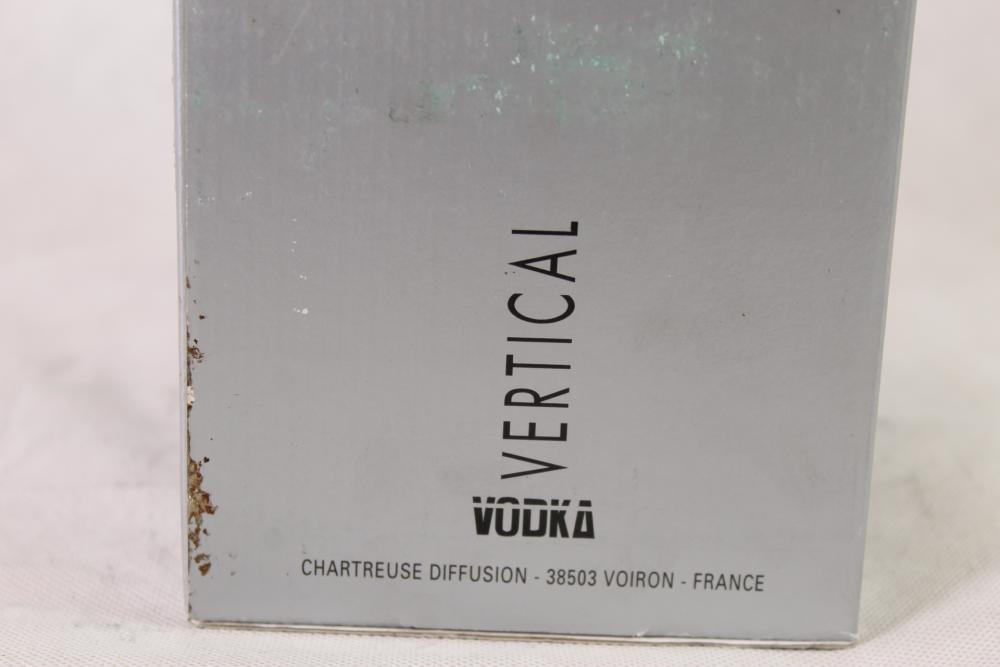 VERTICAL
VODKA
CHARTREUSE DIFFUSION - 38503 VOIRON - FRANCE